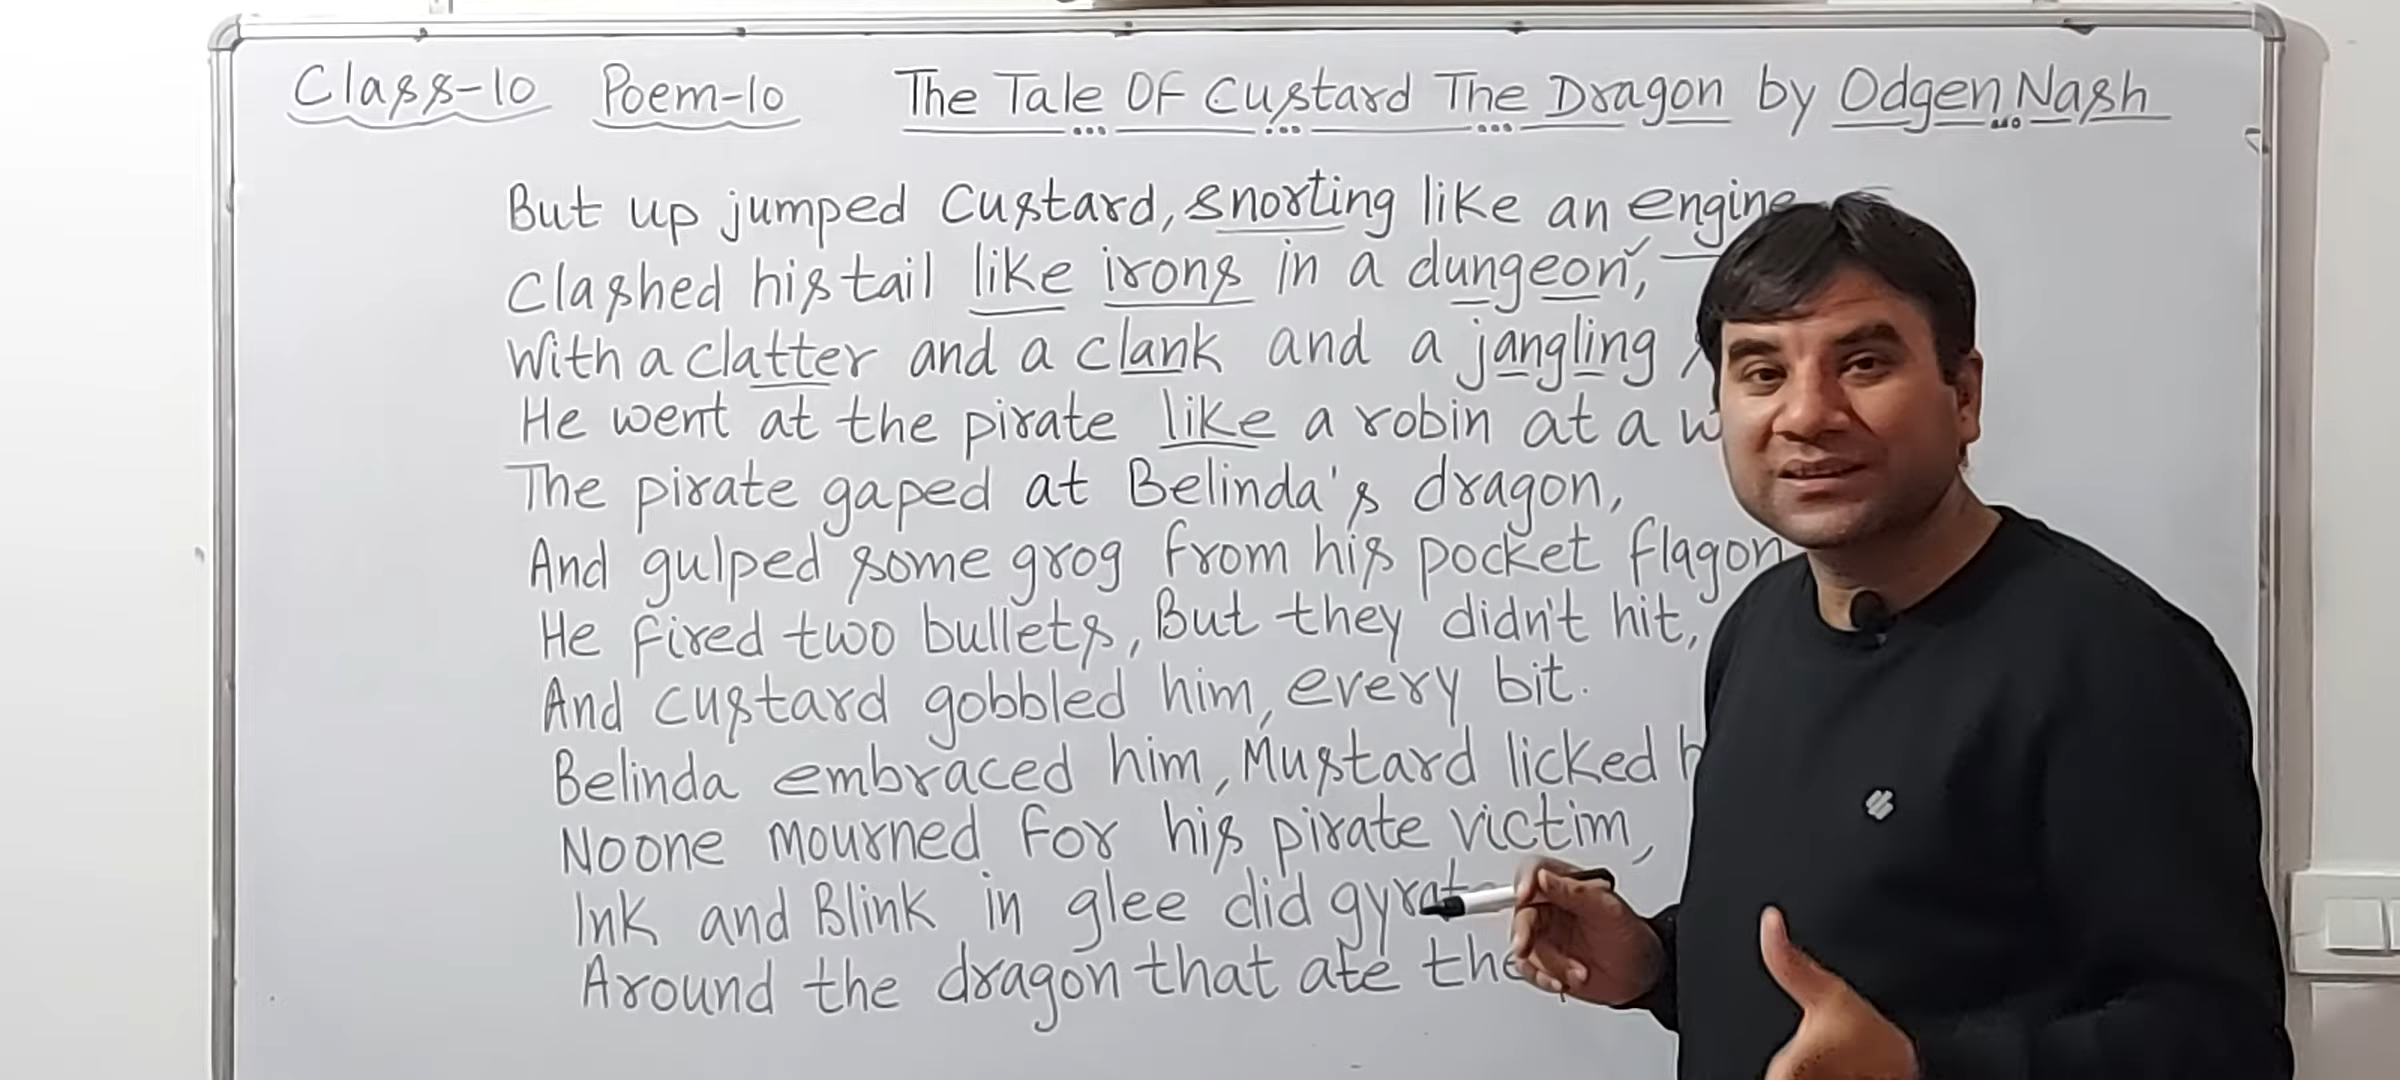 Class-10 Poem-10 The Tale Of Custard The Dragon by Odgen Nash
But up jumped Custard, snorting like an engine
Clashed his tail like irons in a dungeon,
With a clatter and a clank and a jangling
He went at the pirate like a robin at a
The pirate gaped at Belinda's dragon,
And gulped some grog from his pocket flagon
He fired two bullets, But they didn't hit,
And custard gobbled him, every bit.
Belinda embraced him, Mustard licked
Noone mourned for his pirate victim,
Ink and Blink in glee did
Around the dragon that ate the